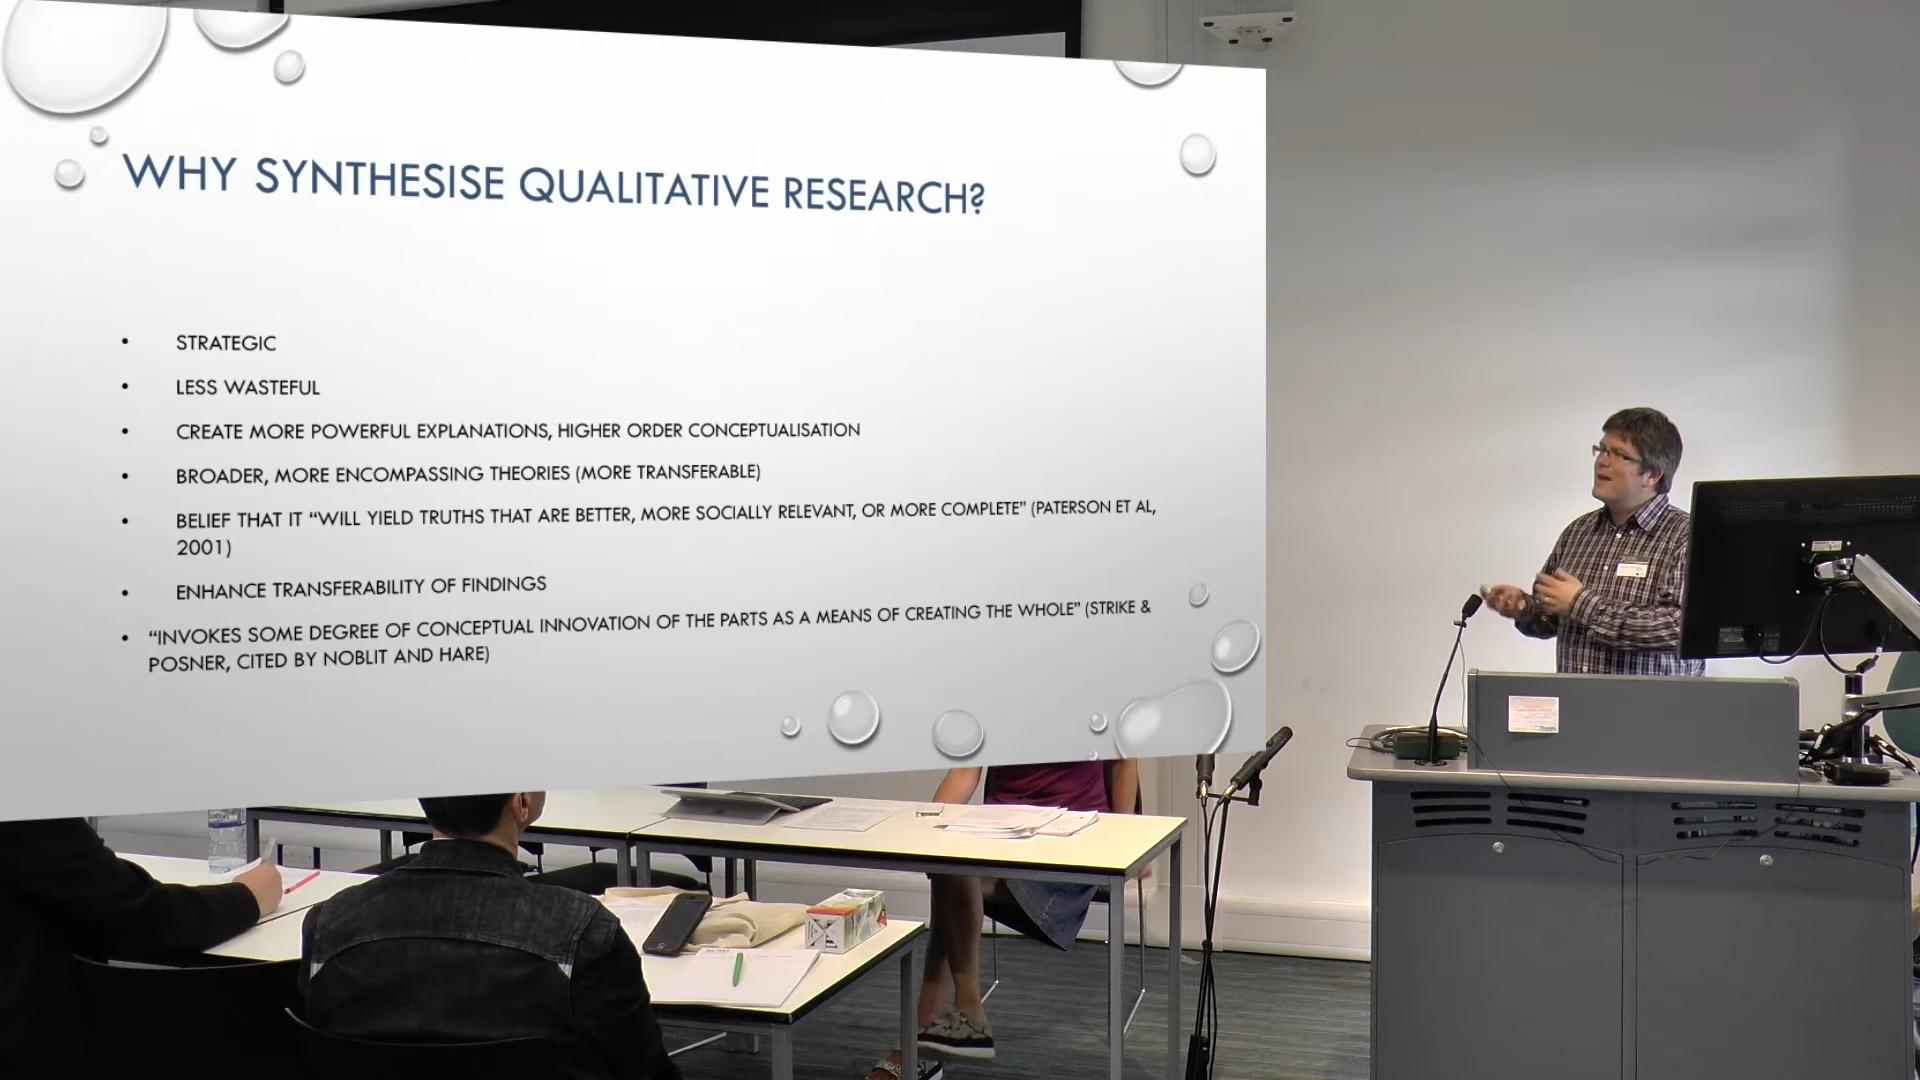 WHY SYNTHESISE QUALITATIVE RESEARCH?
• STRATEGIC
• LESS WASTEFUL
• CREATE MORE POWERFUL EXPLANATIONS, HIGHER ORDER CONCEPTUALISATION
• BROADER, MORE ENCOMPASSING THEORIES (MORE TRANSFERABLE)
• BELIEF THAT IT “WILL YIELD TRUTHS THAT ARE BETTER, MORE SOCIALLY RELEVANT, OR MORE COMPLETE” (PATERSON ET AL,
2001)
• ENHANCE TRANSFERABILITY OF FINDINGS
• “INVOKES SOME DEGREE OF CONCEPTUAL INNOVATION OF THE PARTS AS A MEANS OF CREATING THE WHOLE” (STRIKE &
POSNER, CITED BY NOBLIT AND HARE)